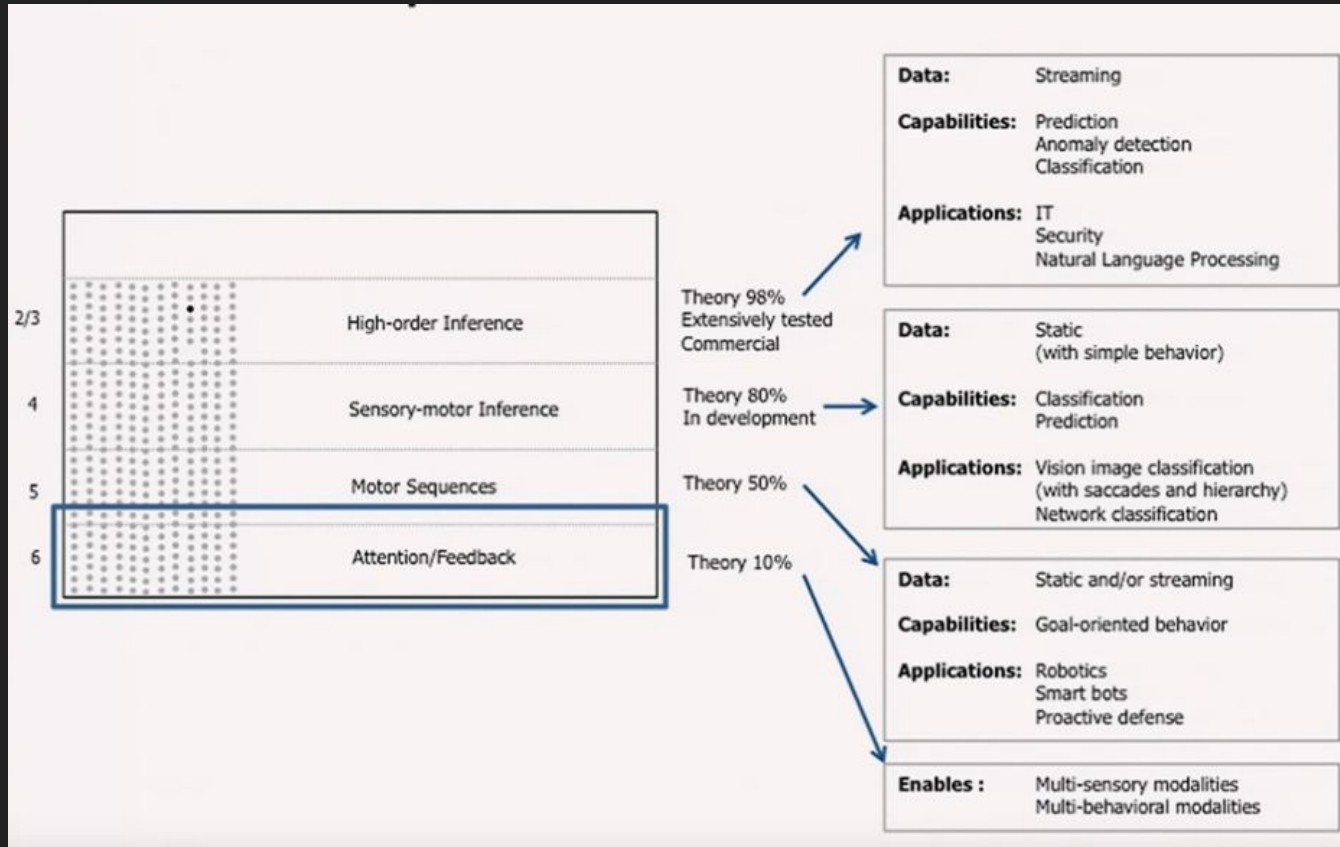 2/3
High-order Inference
4
Sensory-motor Inference
5
Motor Sequences
6
Attention/Feedback
Theory 98%
Extensively tested
Commercial
Theory 80%
In development
Theory 50%
Theory 10%
Data: Streaming
Capabilities: Prediction
Anomaly detection
Classification
Applications: IT
Security
Natural Language Processing
Data: Static
(with simple behavior)
Capabilities: Classification
Prediction
Applications: Vision image classification
(with saccades and hierarchy)
Network classification
Data: Static and/or streaming
Capabilities: Goal-oriented behavior
Applications: Robotics
Smart bots
Proactive defense
Enables : Multi-sensory modalities
Multi-behavioral modalities